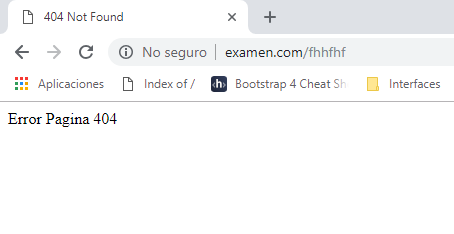 404 Not Found
No seguro examen.com/fhhfhf
Aplicaciones Index of / Bootstrap 4 Cheat Sh Interfaces
Error Pagina 404